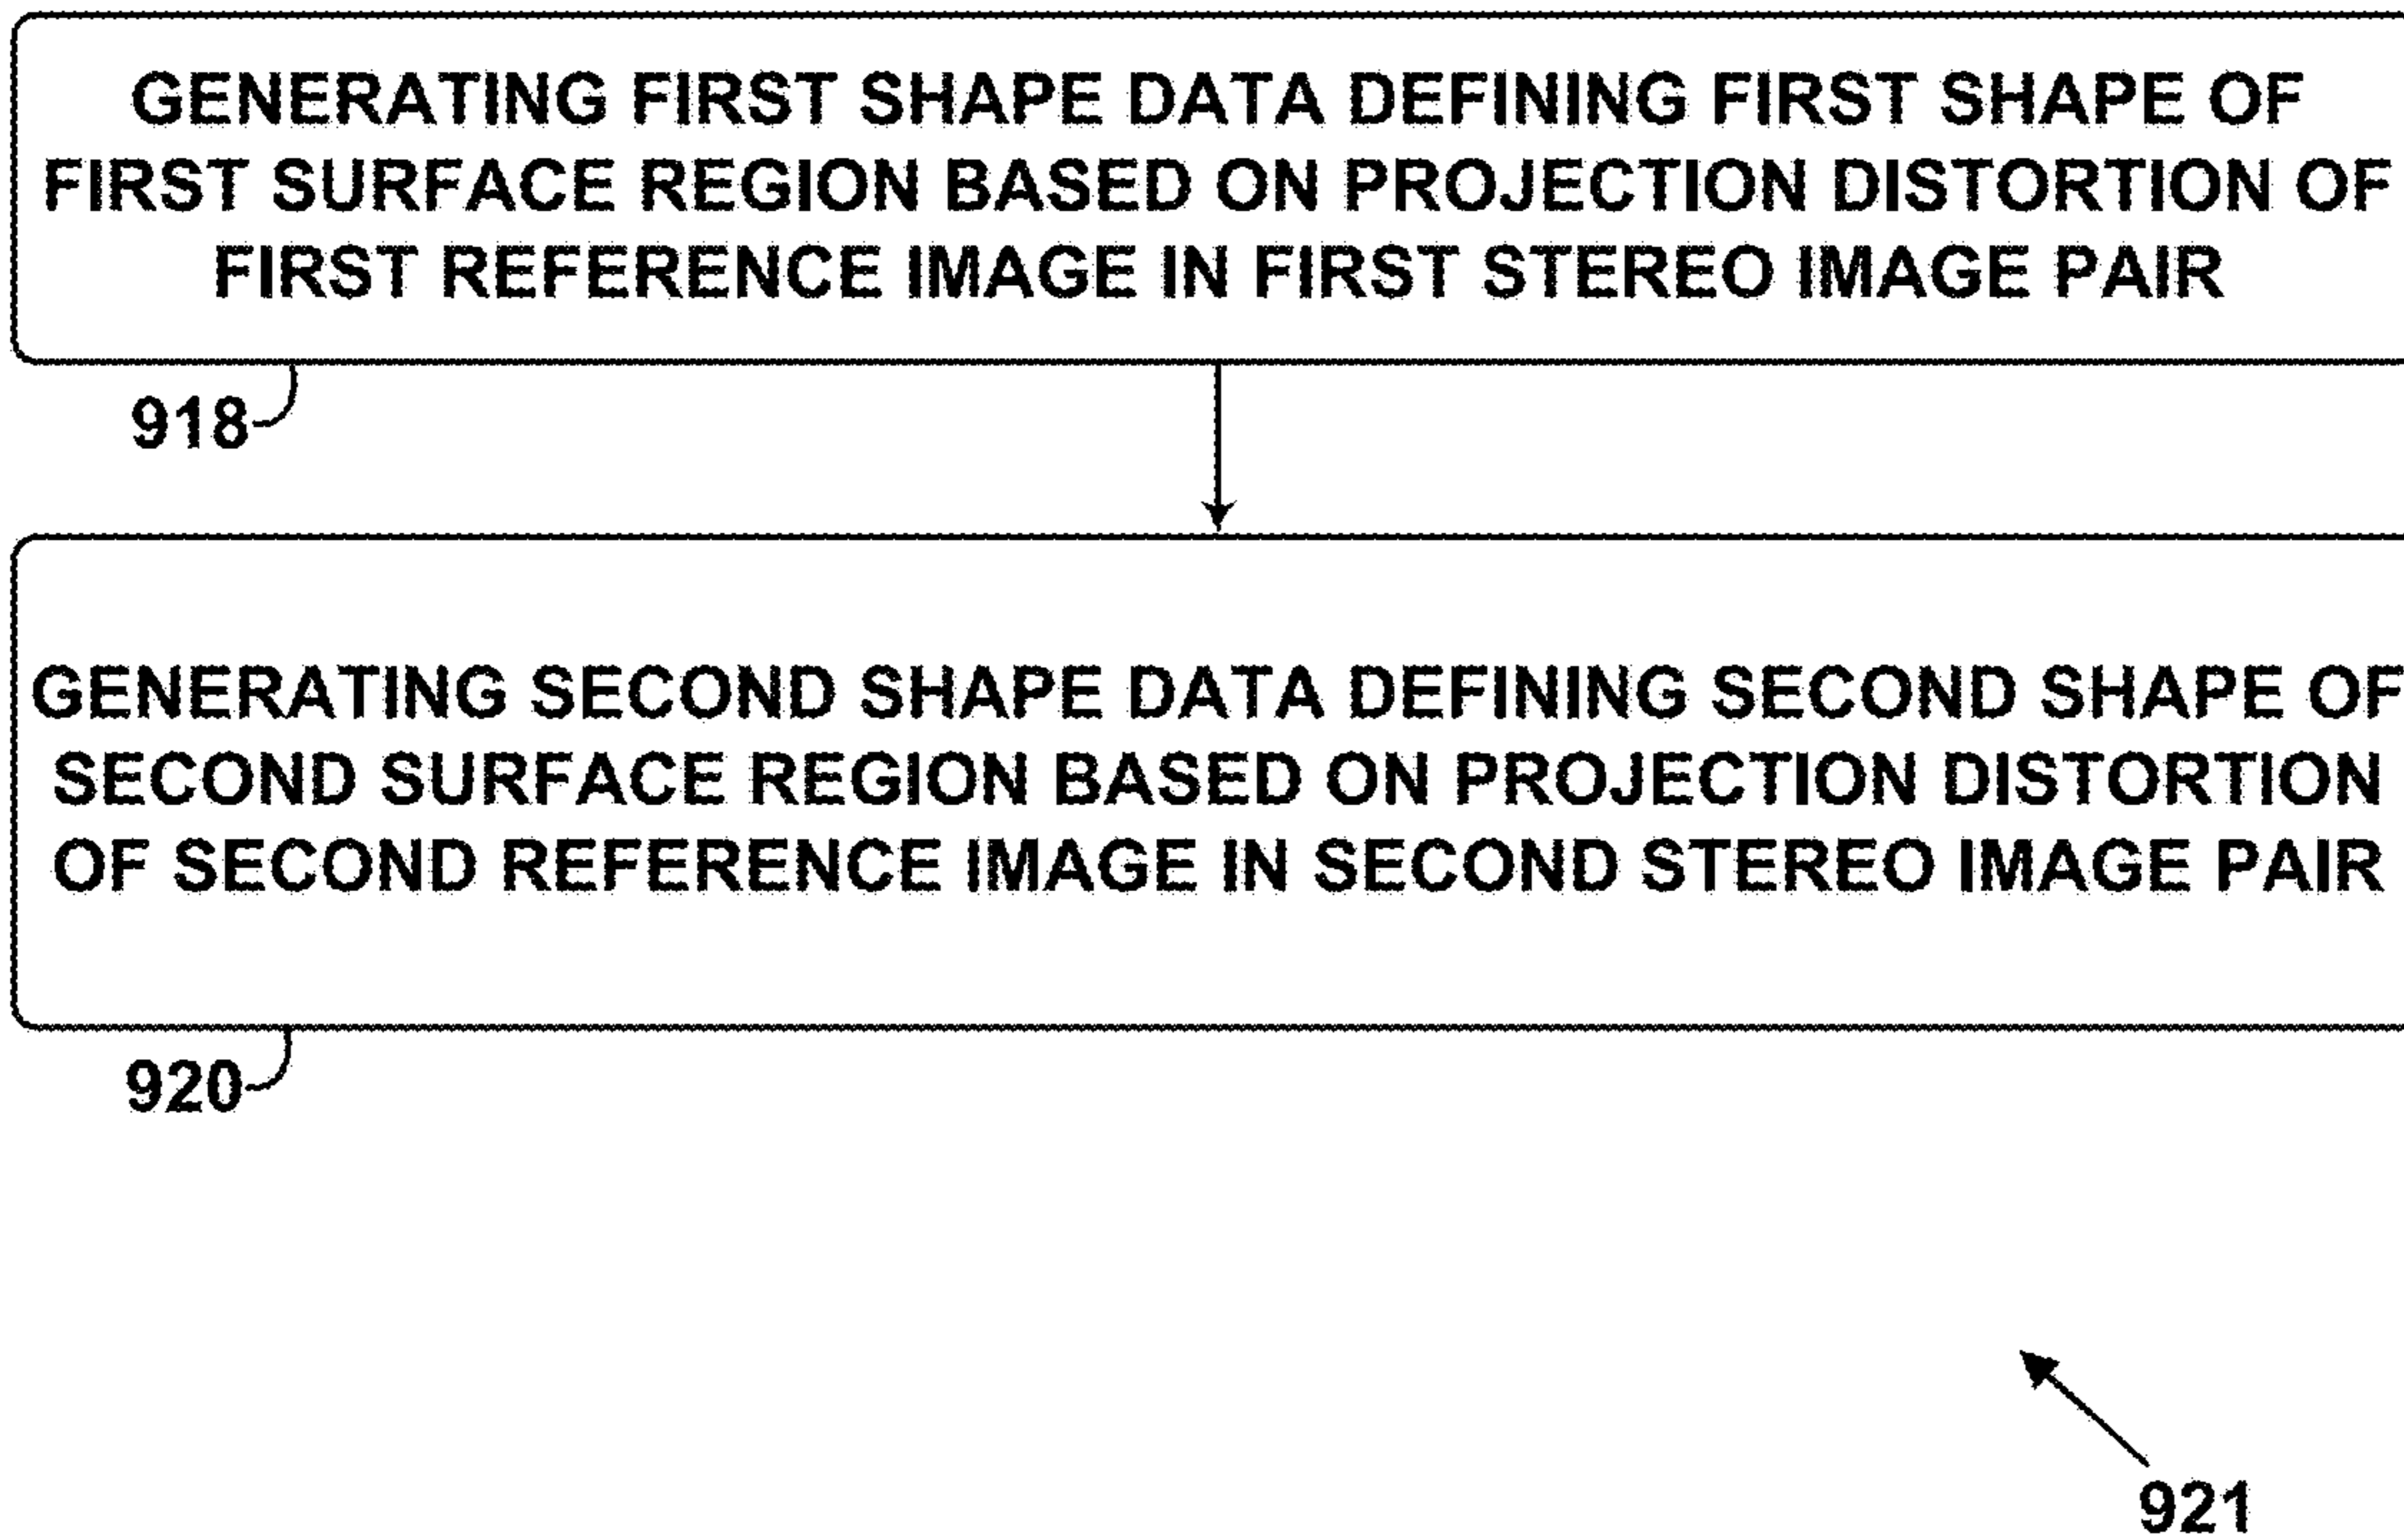 GENERATING FIRST SHAPE DATA DEFINING FIRST SHAPE OF
FIRST SURFACE REGION BASED ON PROJECTION DISTORTION OF
FIRST REFERENCE IMAGE IN FIRST STEREO IMAGE PAIR
918
GENERATING SECOND SHAPE DATA DEFINING SECOND SHAPE OF
SECOND SURFACE REGION BASED ON PROJECTION DISTORTION
OF SECOND REFERENCE IMAGE IN SECOND STEREO IMAGE PAIR
920
921